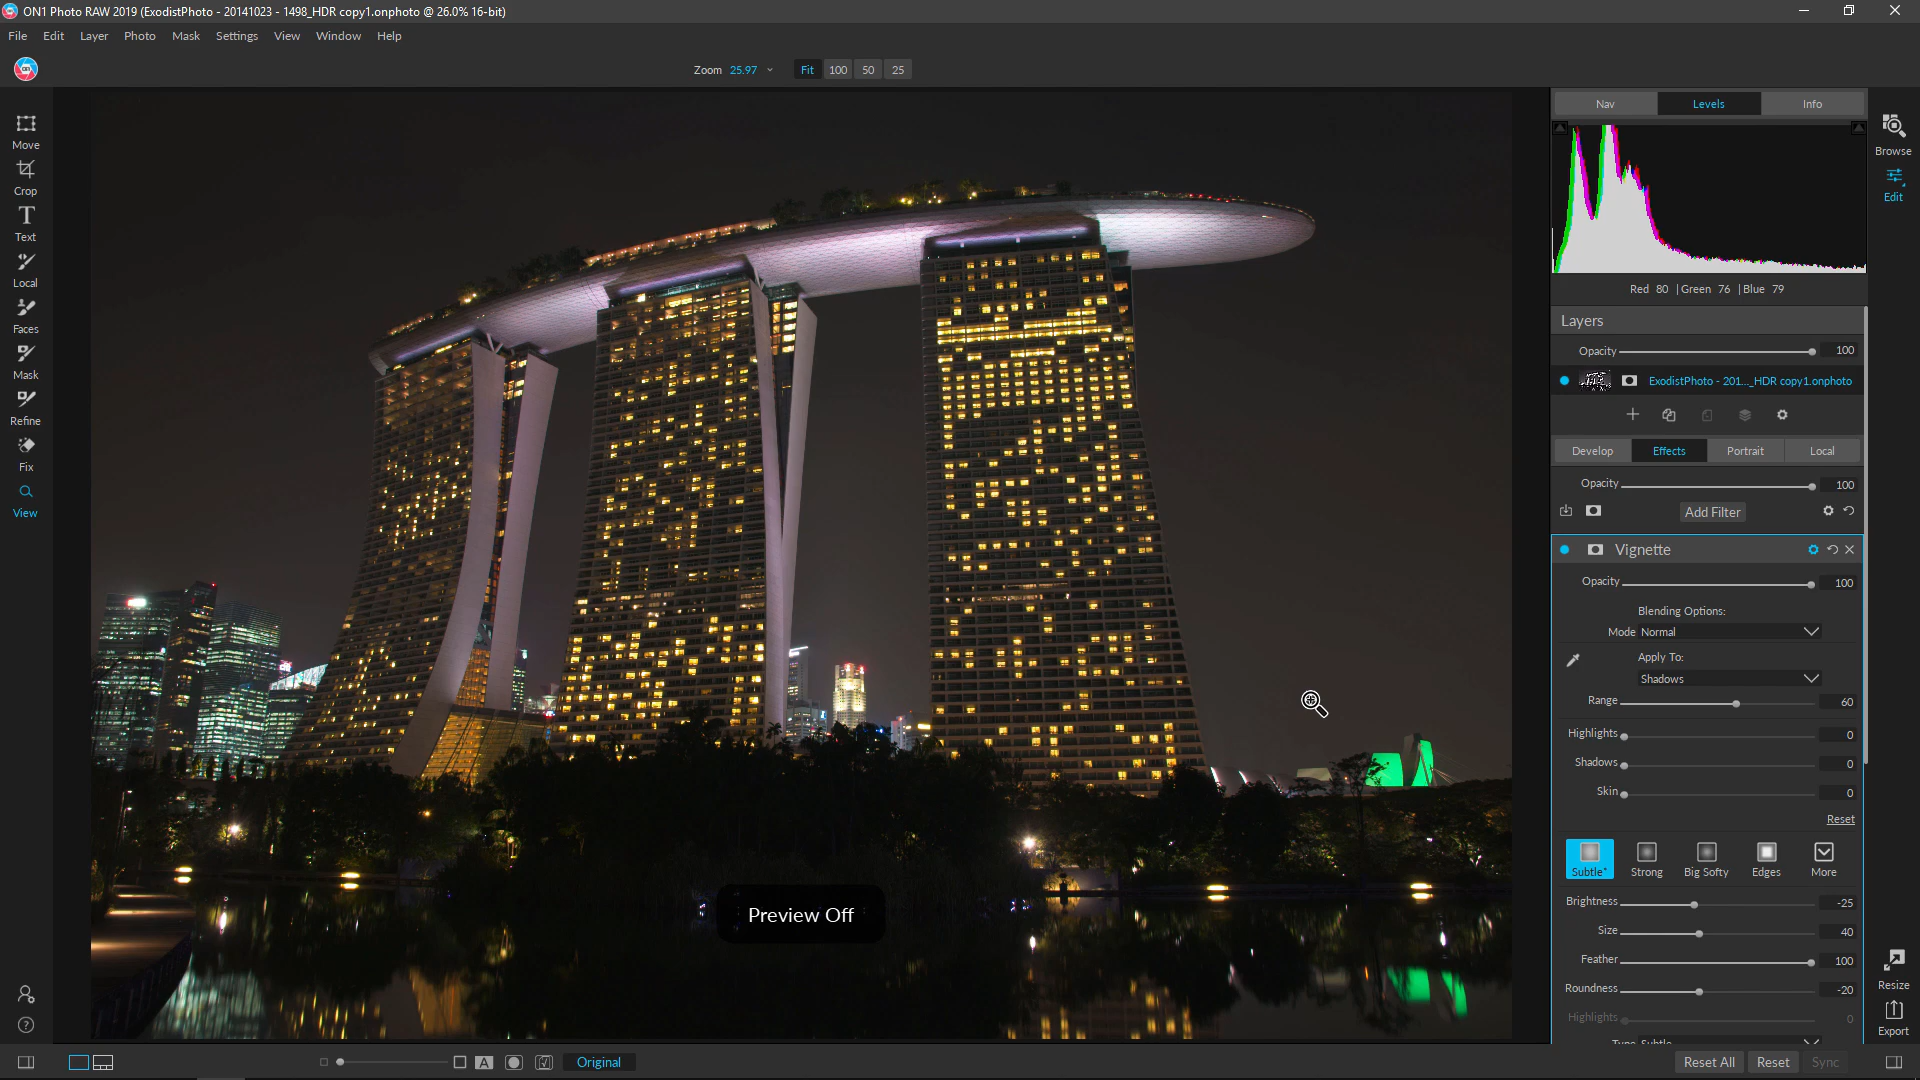 ON1 Photo RAW 2019 (ExodistPhoto - 20141023 - 1498_HDR copy1.onphoto @ 26.0% 16-bit)
File Edit Layer Photo Mask Settings View Window Help
Zoom 25.97 Fit 100 50 25
Nav Levels Info
Move
Crop
Text
Local
Faces
Mask
Refine
Fix
View
Browse
Edit
Red 80 | Green 76 | Blue 79
Layers
Opacity 100
ExodistPhoto - 201..._HDR copy1.onphoto
Develop Effects Portrait Local
Opacity 100
Add Filter
Vignette
Opacity 100
Blending Options:
Mode Normal
Apply To:
Shadows
Range 60
Highlights 0
Shadows 0
Skin 0
Reset
Subtle* Strong Big Softy Edges More
Brightness -25
Size 40
Feather 100
Roundness -20
Highlights 0
Type Subtle
Preview Off
Resize
Export
A Original
Reset All Reset Sync